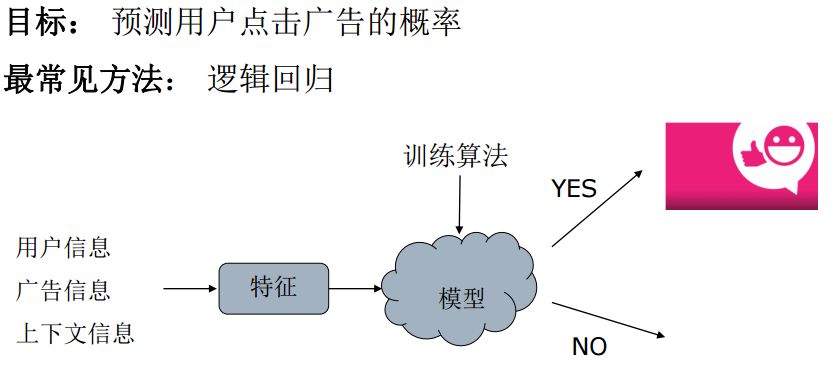 目标： 预测用户点击广告的概率
最常见方法： 逻辑回归
训练算法
YES
用户信息
广告信息
上下文信息
特征
模型
NO